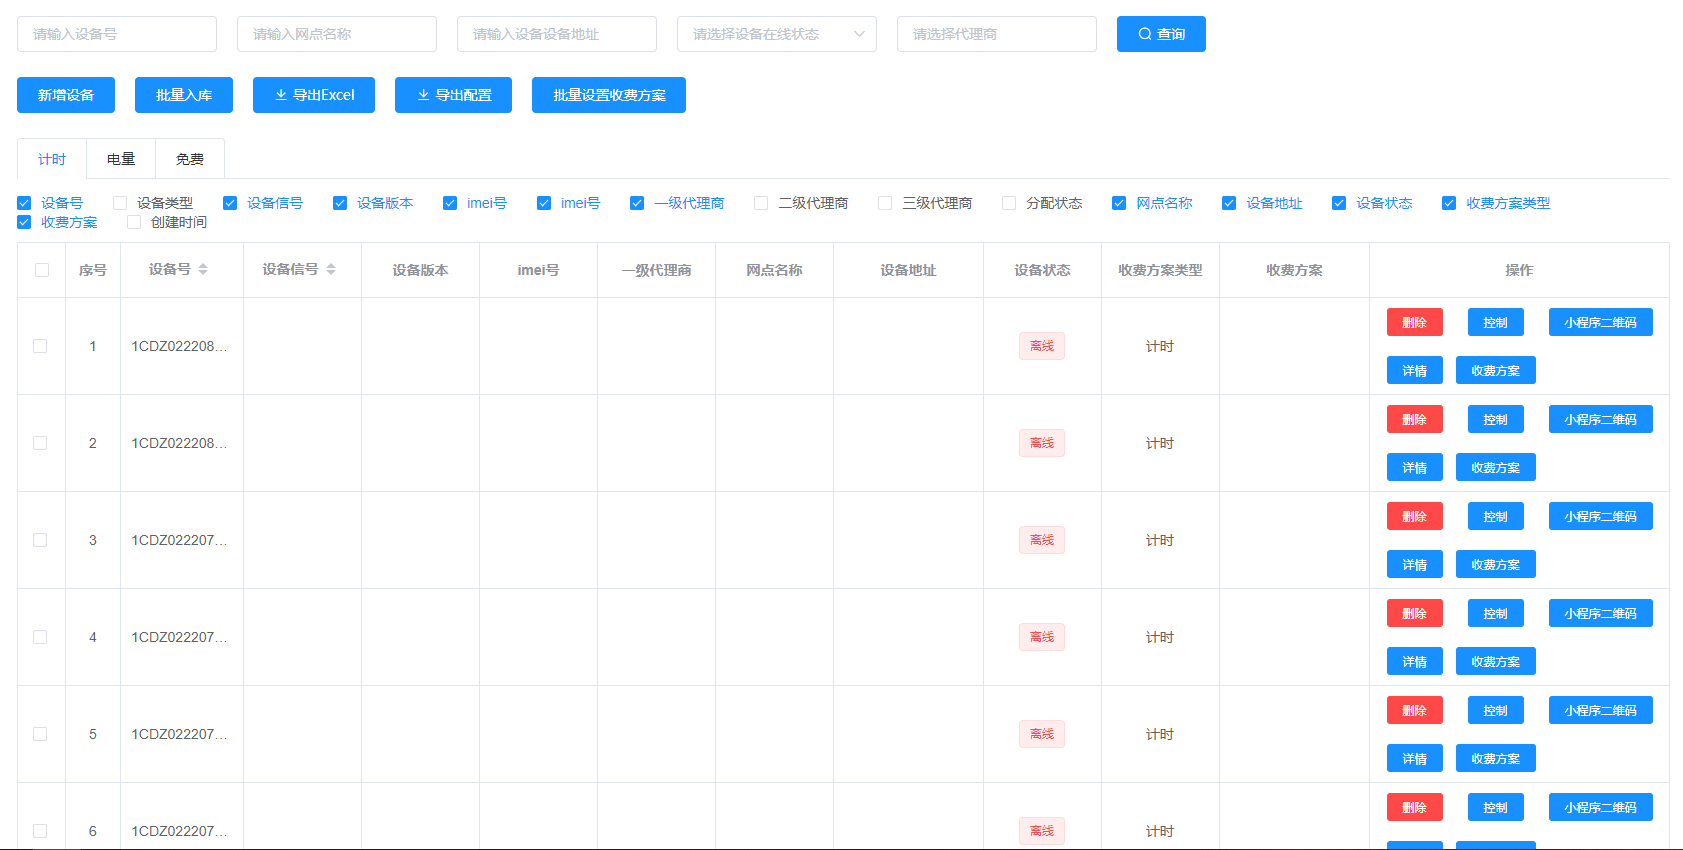 请输入设备号 请输入网点名称 请输入设备设备地址 请选择设备在线状态 请选择代理商 查询
新增设备 批量入库 导出Excel 导出配置 批量设置收费方案
计时 电量 免费
设备号 设备类型 设备信号 设备版本 imei号 imei号 一级代理商 二级代理商 三级代理商 分配状态 网点名称 设备地址 设备状态 收费方案类型
收费方案 创建时间
序号 设备号 设备信号 设备版本 imei号 一级代理商 网点名称 设备地址 设备状态 收费方案类型 收费方案 操作
删除 控制 小程序二维码
1 1CDZ022208... 离线 计时
详情 收费方案
删除 控制 小程序二维码
2 1CDZ022208... 离线 计时
详情 收费方案
删除 控制 小程序二维码
3 1CDZ022207... 离线 计时
详情 收费方案
删除 控制 小程序二维码
4 1CDZ022207... 离线 计时
详情 收费方案
删除 控制 小程序二维码
5 1CDZ022207... 离线 计时
详情 收费方案
删除 控制 小程序二维码
6 1CDZ022207... 离线 计时